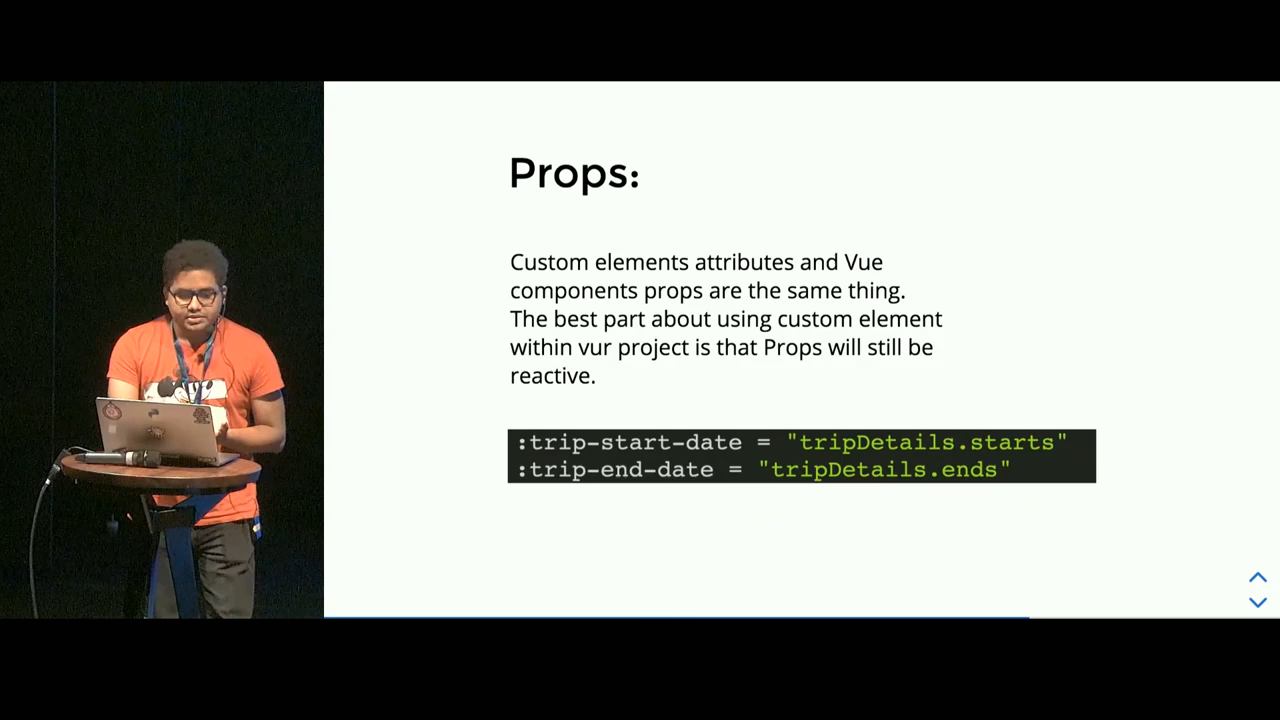 Props:
Custom elements attributes and Vue
components props are the same thing.
The best part about using custom element
within vur project is that Props will still be
reactive.
:trip-start-date = "tripDetails.starts"
:trip-end-date = "tripDetails.ends"